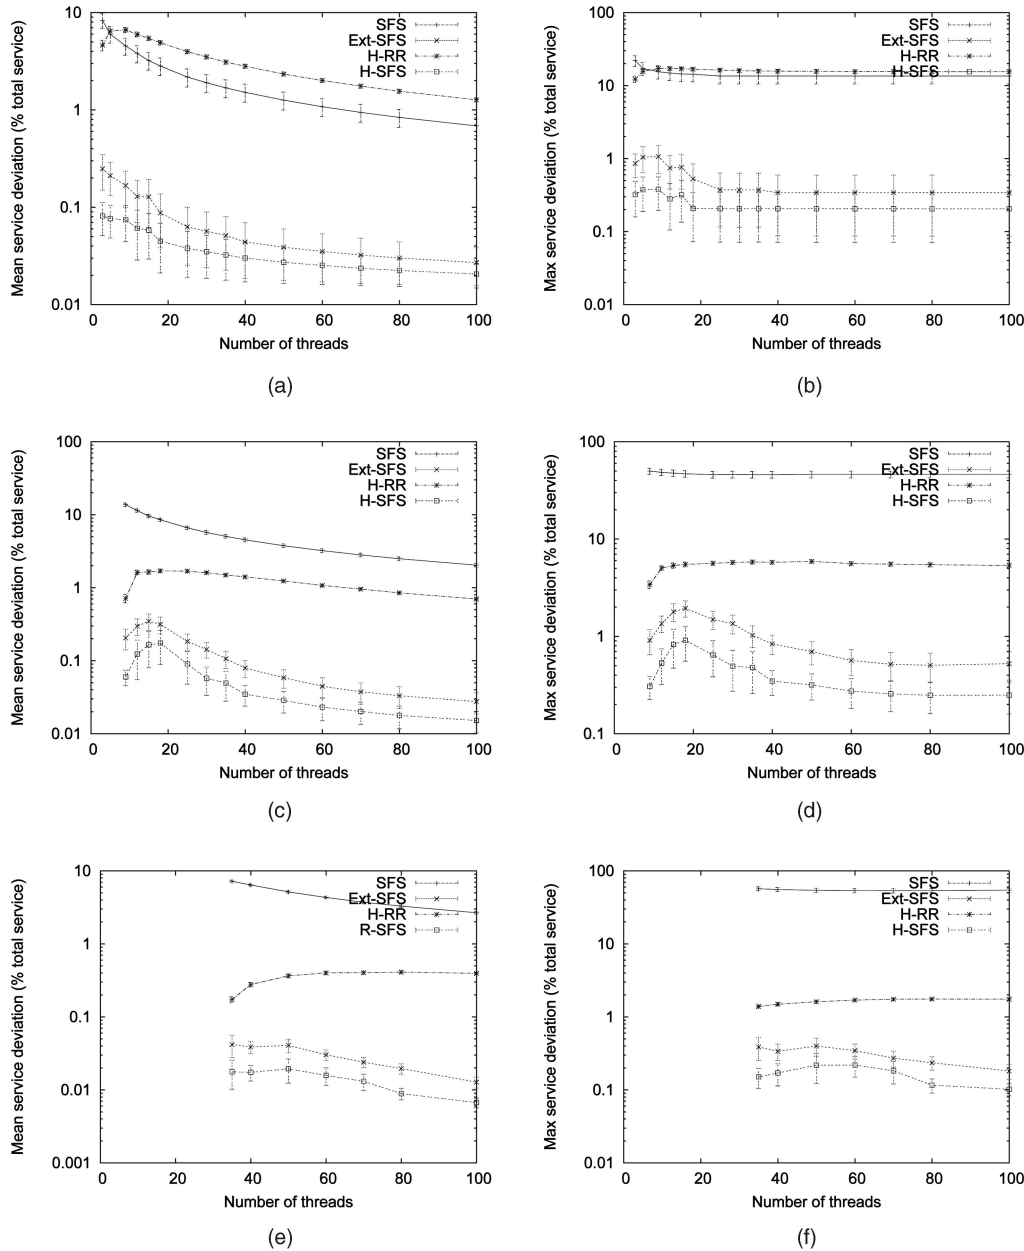 Mean service deviation (% total service)
10
1
0.1
0.01
0 20 40 60 80 100
Number of threads
SFS
Ext-SFS
H-RR
H-SFS
(a)
Max service deviation (% total service)
100
10
1
0.1
0.01
0 20 40 60 80 100
Number of threads
SFS
Ext-SFS
H-RR
H-SFS
(b)
Mean service deviation (% total service)
100
10
1
0.1
0.01
0 20 40 60 80 100
Number of threads
SFS
Ext-SFS
H-RR
H-SFS
(c)
Max service deviation (% total service)
100
10
1
0.1
0 20 40 60 80 100
Number of threads
SFS
Ext-SFS
H-RR
H-SFS
(d)
Mean service deviation (% total service)
10
1
0.1
0.01
0.001
0 20 40 60 80 100
Number of threads
SFS
Ext-SFS
H-RR
R-SFS
(e)
Max service deviation (% total service)
100
10
1
0.1
0.01
0 20 40 60 80 100
Number of threads
SFS
Ext-SFS
H-RR
H-SFS
(f)